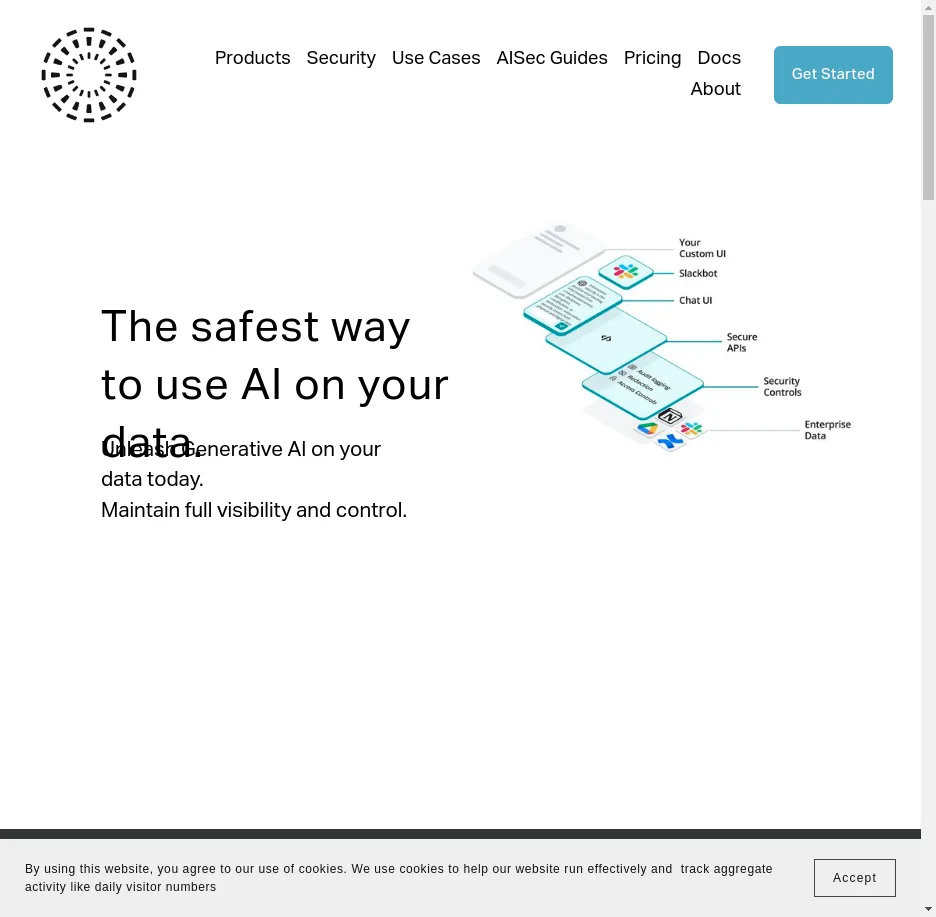 Products Security Use Cases AISec Guides Pricing Docs
About
Get Started
The safest way
to use AI on your
data.
Unleash Generative AI on your
data today.
Maintain full visibility and control.
Your
Custom UI
Slackbot
Chat UI
Secure
APIs
</>
Audit logging
Redaction
Access Controls
Security
Controls
Enterprise
Data
By using this website, you agree to our use of cookies. We use cookies to help our website run effectively and  track aggregate
activity like daily visitor numbers
Accept